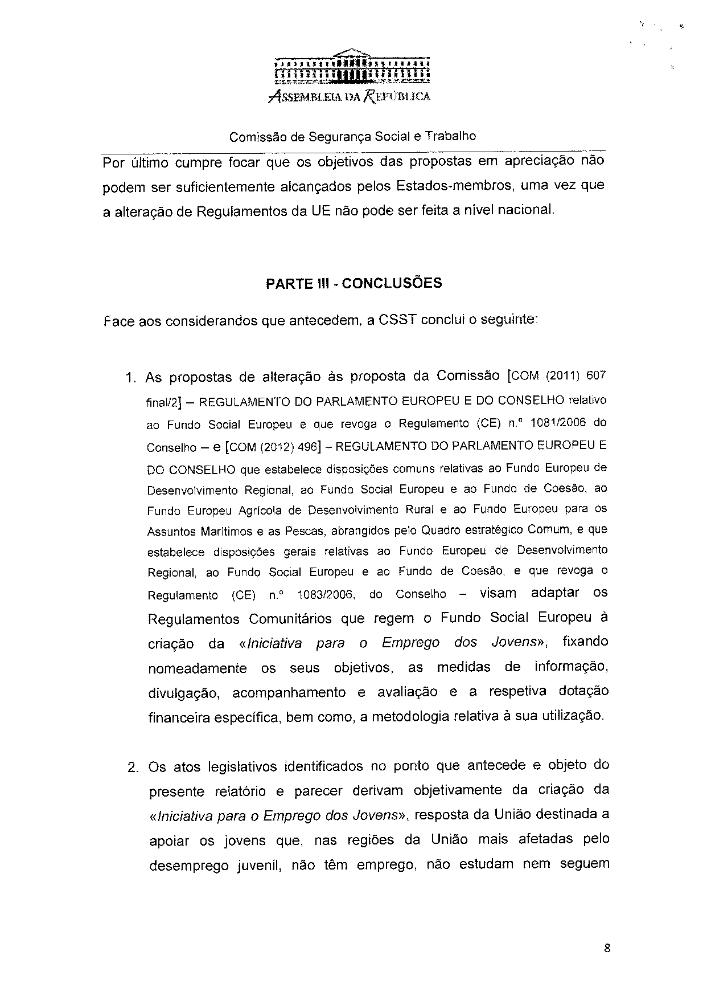 ASSEMBLEIA DA REPÚBLICA
Comissão de Segurança Social e Trabalho
Por último cumpre focar que os objetivos das propostas em apreciação não
podem ser suficientemente alcançados pelos Estados-membros, uma vez que
a alteração de Regulamentos da UE não pode ser feita a nível nacional.
PARTE III - CONCLUSÕES
Face aos considerandos que antecedem, a CSST conclui o seguinte:
1. As propostas de alteração às proposta da Comissão [COM (2011) 607
final/2] – REGULAMENTO DO PARLAMENTO EUROPEU E DO CONSELHO relativo
ao Fundo Social Europeu e que revoga o Regulamento (CE) n.º 1081/2006 do
Conselho – e [COM (2012) 496] – REGULAMENTO DO PARLAMENTO EUROPEU E
DO CONSELHO que estabelece disposições comuns relativas ao Fundo Europeu de
Desenvolvimento Regional, ao Fundo Social Europeu e ao Fundo de Coesão, ao
Fundo Europeu Agrícola de Desenvolvimento Rural e ao Fundo Europeu para os
Assuntos Marítimos e as Pescas, abrangidos pelo Quadro estratégico Comum, e que
estabelece disposições gerais relativas ao Fundo Europeu de Desenvolvimento
Regional, ao Fundo Social Europeu e ao Fundo de Coesão, e que revoga o
Regulamento (CE) n.º 1083/2006, do Conselho – visam adaptar os
Regulamentos Comunitários que regem o Fundo Social Europeu à
criação da «Iniciativa para o Emprego dos Jovens», fixando
nomeadamente os seus objetivos, as medidas de informação,
divulgação, acompanhamento e avaliação e a respetiva dotação
financeira específica, bem como, a metodologia relativa à sua utilização.
2. Os atos legislativos identificados no ponto que antecede e objeto do
presente relatório e parecer derivam objetivamente da criação da
«Iniciativa para o Emprego dos Jovens», resposta da União destinada a
apoiar os jovens que, nas regiões da União mais afetadas pelo
desemprego juvenil, não têm emprego, não estudam nem seguem
8